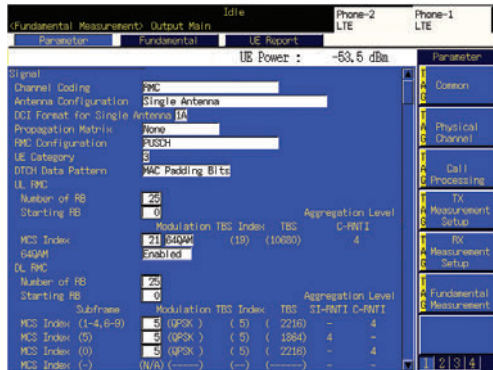 Idle
<Fundamental Measurement> Output Main
Phone-2
LTE
Phone-1
LTE
Parameter Fundamental UE Report
UE Power : -53.5 dBm
Parameter
Signal
Channel Coding RMC
Antenna Configuration Single Antenna
DCI Format for Single Antenna 1A
Propagation Matrix None
RMC Configuration PUSCH
UE Category 3
DTCH Data Pattern MAC Padding Bits
UL RMC
Number of RB 25
Starting RB 0 Aggregation Level
Modulation TBS Index TBS C-RNTI
MCS Index 21 64QAM (19) (10680) 4
64QAM Enabled
DL RMC
Number of RB 25
Starting RB 0 Aggregation Level
Subframe Modulation TBS Index TBS SI-RNTI C-RNTI
MCS Index (1-4,6-9) 5 (QPSK ) ( 5) ( 2216) - 4
MCS Index (5) 5 (QPSK ) ( 5) ( 1864) 4 -
MCS Index (0) 5 (QPSK ) ( 5) ( 2216) - 4
MCS Index (-) (N/A) (-----) (--) (-----) - -
TAG Common
TAG Physical Channel
TAG Call Processing
TAG TX Measurement Setup
TAG RX Measurement Setup
TAG Fundamental Measurement
1 2 3 4